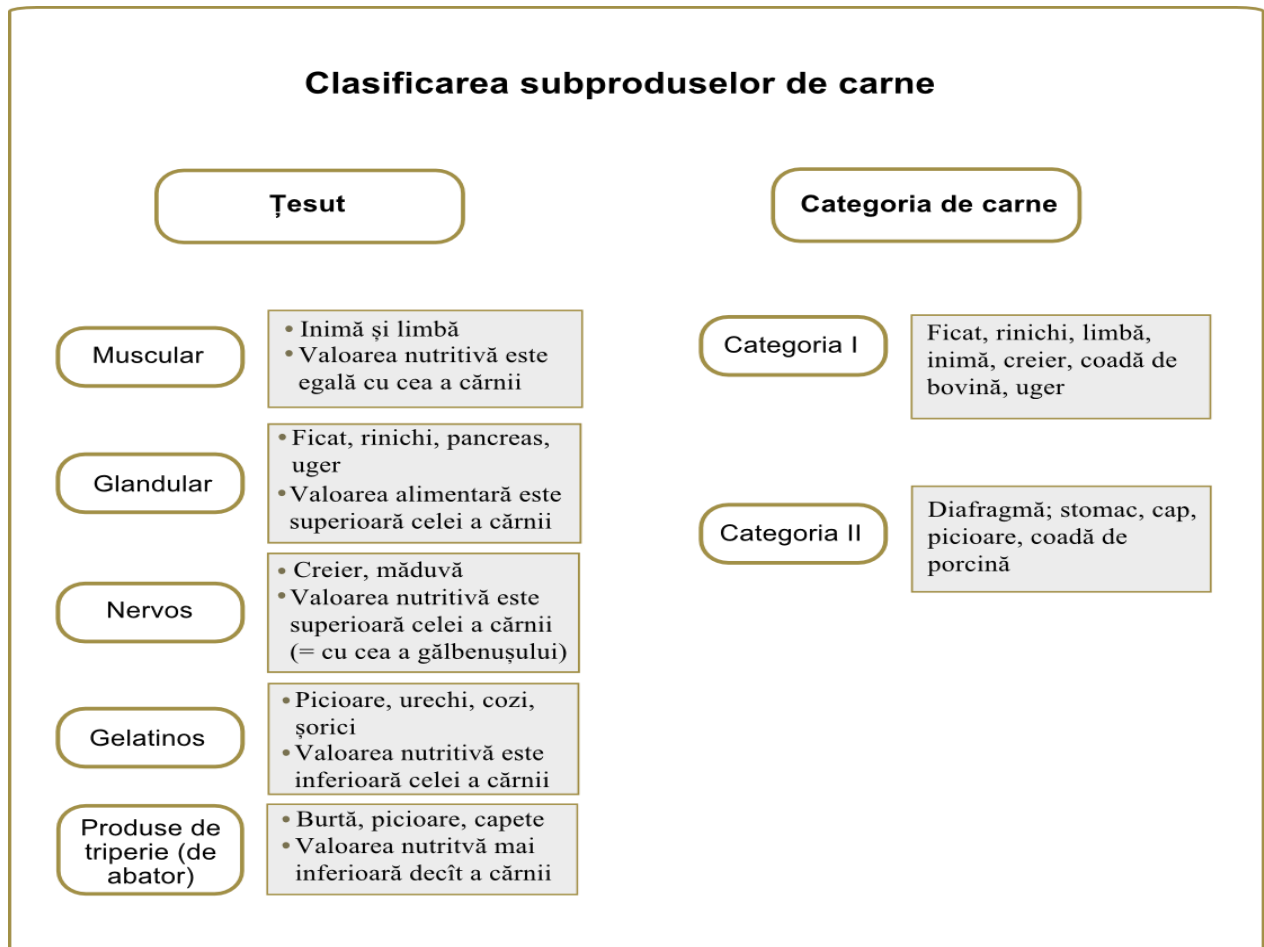 Clasificarea subproduselor de carne
Țesut
Muscular
• Inimă și limbă
• Valoarea nutritivă este
egală cu cea a cărnii
Glandular
• Ficat, rinichi, pancreas,
uger
• Valoarea alimentară este
superioară celei a cărnii
Nervos
• Creier, măduvă
• Valoarea nutritivă este
superioară celei a cărnii
(= cu cea a gălbenușului)
Gelatinos
• Picioare, urechi, cozi,
șorici
• Valoarea nutritivă este
inferioară celei a cărnii
Produse de
triperie (de
abator)
• Burtă, picioare, capete
• Valoarea nutritvă mai
inferioară decît a cărnii
Categoria de carne
Categoria I
Ficat, rinichi, limbă,
inimă, creier, coadă de
bovină, uger
Categoria II
Diafragmă; stomac, cap,
picioare, coadă de
porcină